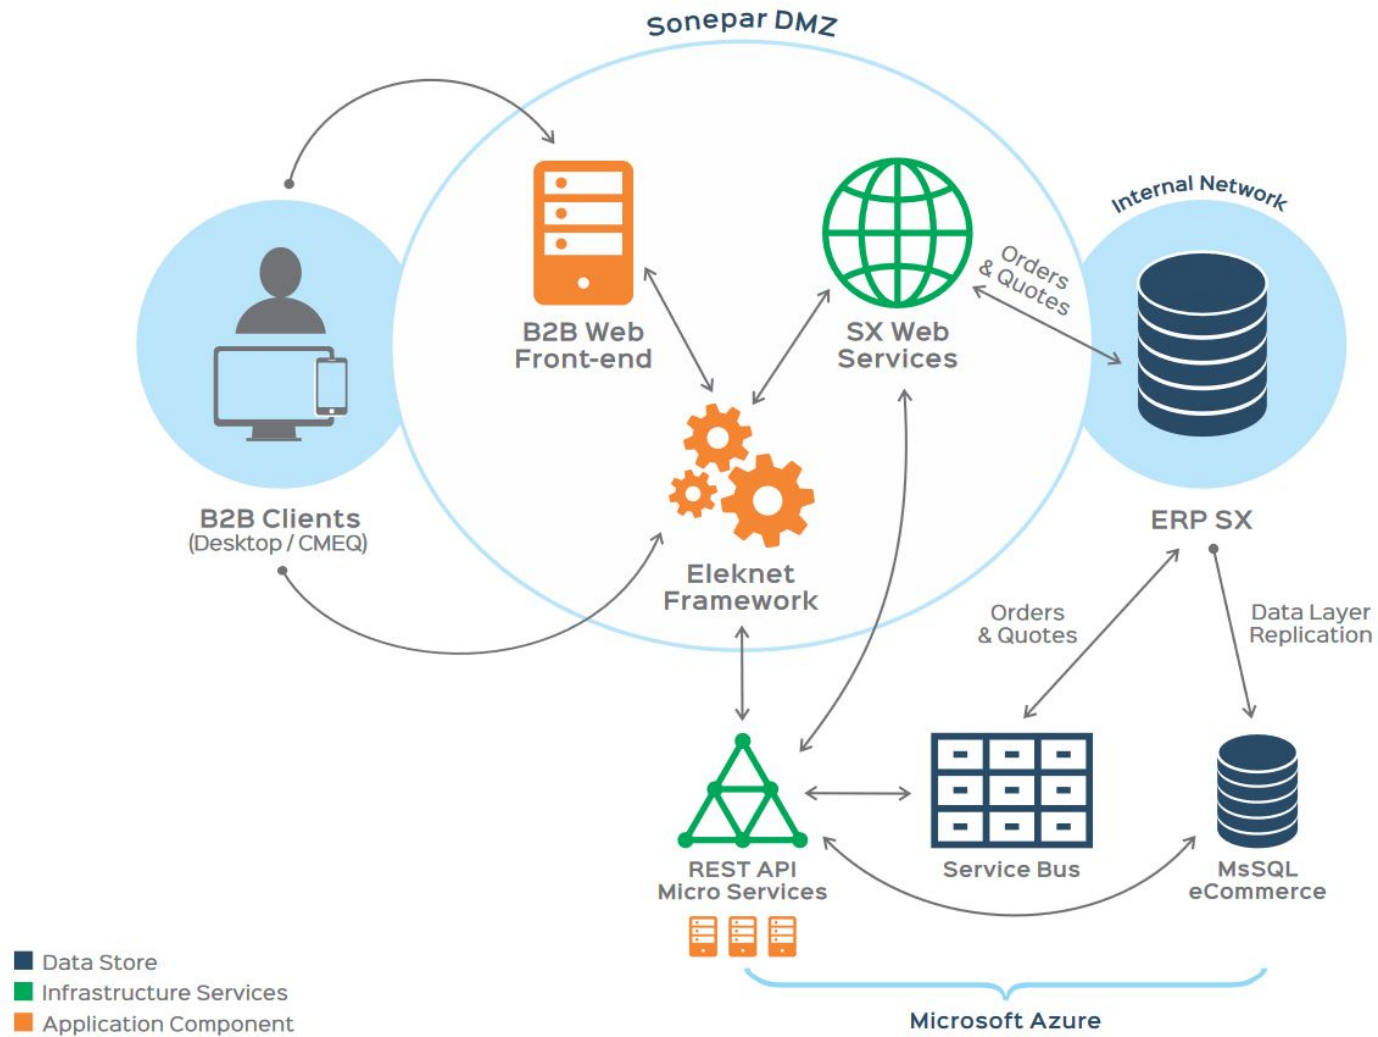 Sonepar DMZ
Internal Network
Orders
& Quotes
B2B Web
Front-end
SX Web
Services
B2B Clients
(Desktop / CMEQ)
ERP SX
Eleknet
Framework
Orders
& Quotes
Data Layer
Replication
REST API
Micro Services
Service Bus
MsSQL
eCommerce
Data Store
Infrastructure Services
Application Component
Microsoft Azure